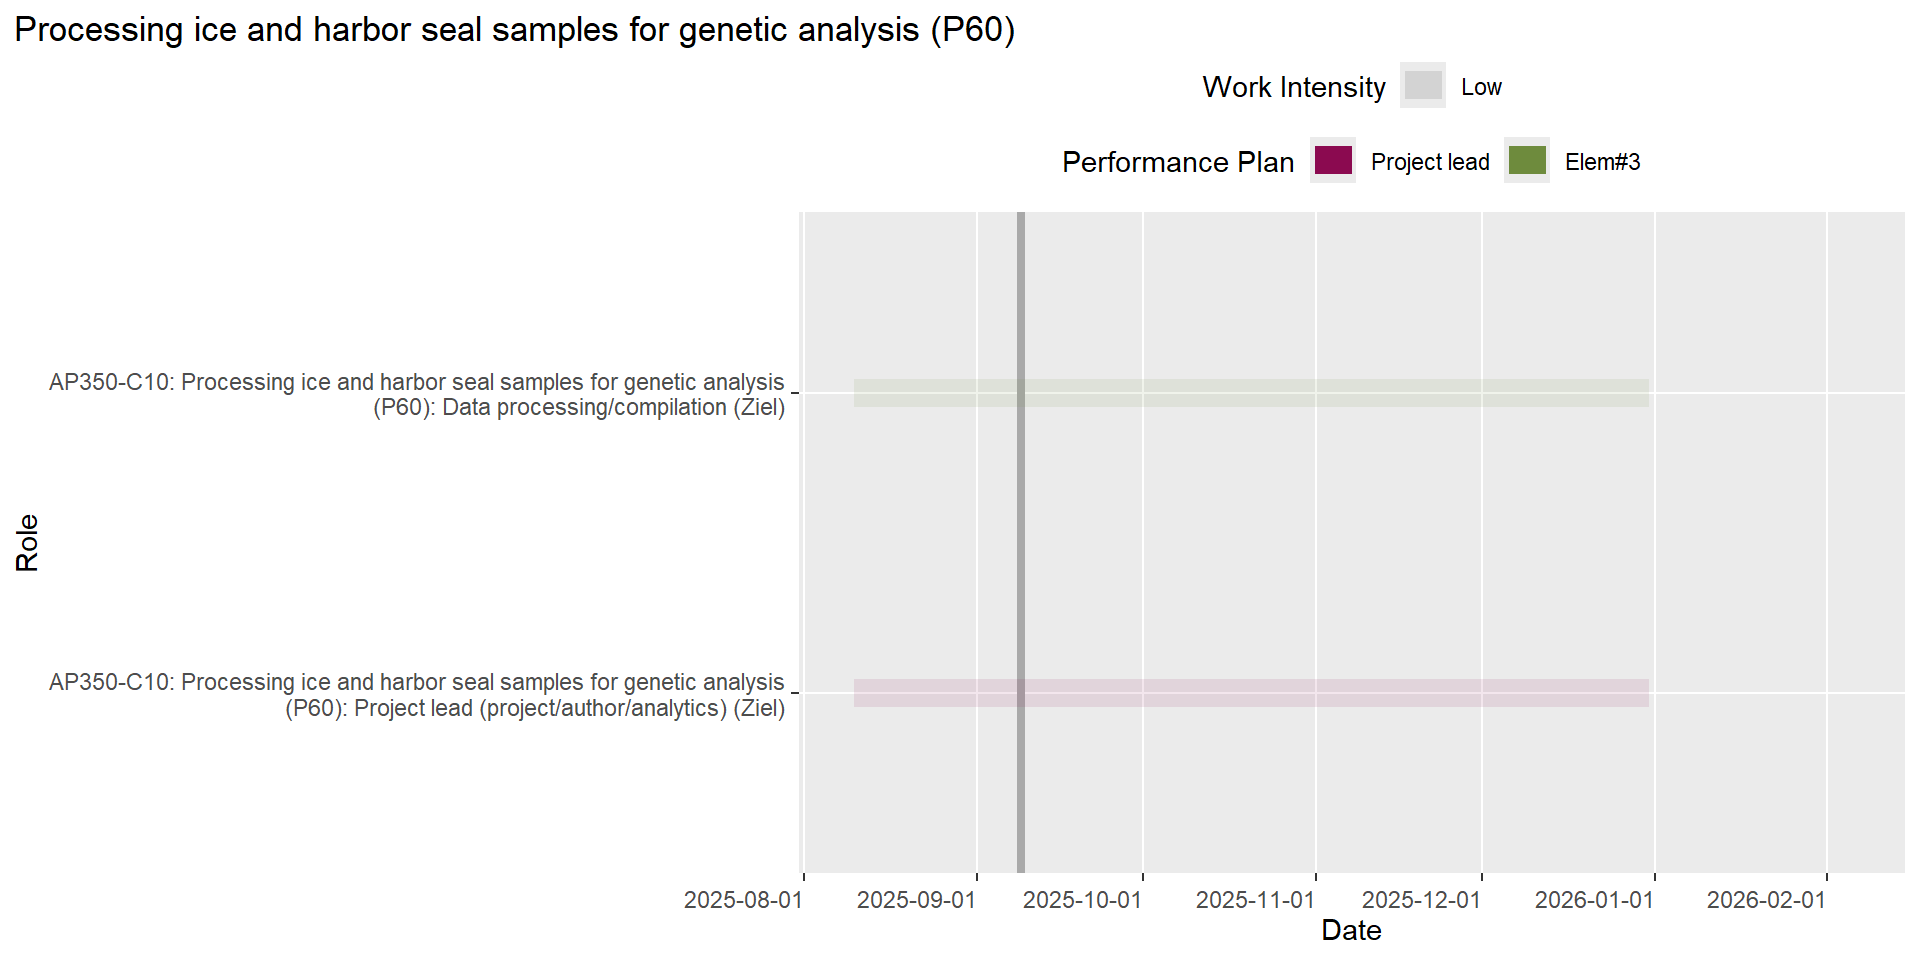 Processing ice and harbor seal samples for genetic analysis (P60)
Work Intensity Low
Performance Plan Project lead Elem#3
AP350-C10: Processing ice and harbor seal samples for genetic analysis
(P60): Data processing/compilation (Ziel)
Role
AP350-C10: Processing ice and harbor seal samples for genetic analysis
(P60): Project lead (project/author/analytics) (Ziel)
2025-08-01 2025-09-01 2025-10-01 2025-11-01 2025-12-01 2026-01-01 2026-02-01
Date